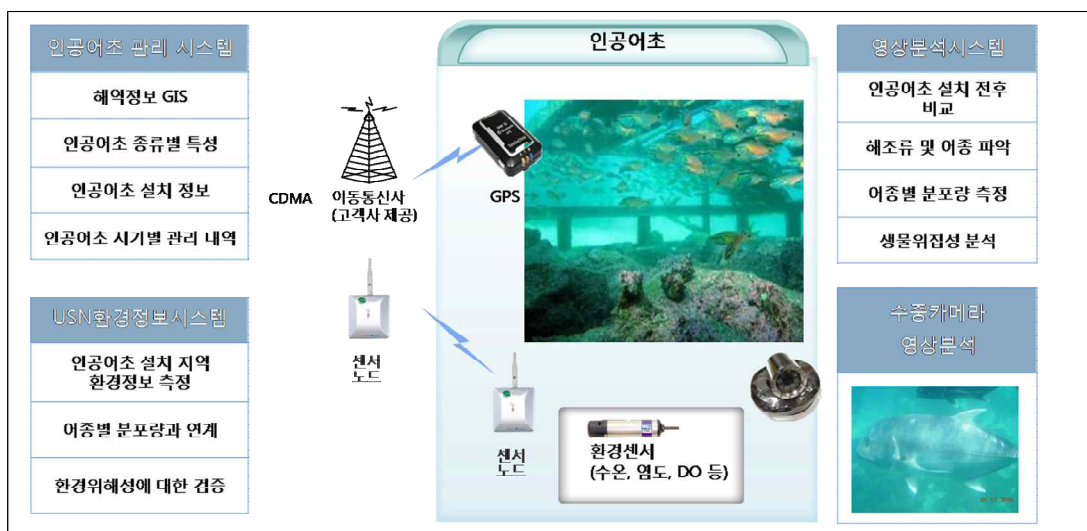 인공어초 관리 시스템
해역정보 GIS
인공어초 종류별 특성
인공어초 설치 정보
인공어초 시기별 관리 내역
USN환경정보시스템
인공어초 설치 지역
환경정보 측정
어종별 분포량과 연계
환경위해성에 대한 검증
CDMA
이동통신사
(고객사 제공)
센서
노드
인공어초
GPS
센서
노드
환경센서
(수온, 염도, DO 등)
영상분석시스템
인공어초 설치 전후
비교
해조류 및 어종 파악
어종별 분포량 측정
생물위집성 분석
수중카메라
영상분석